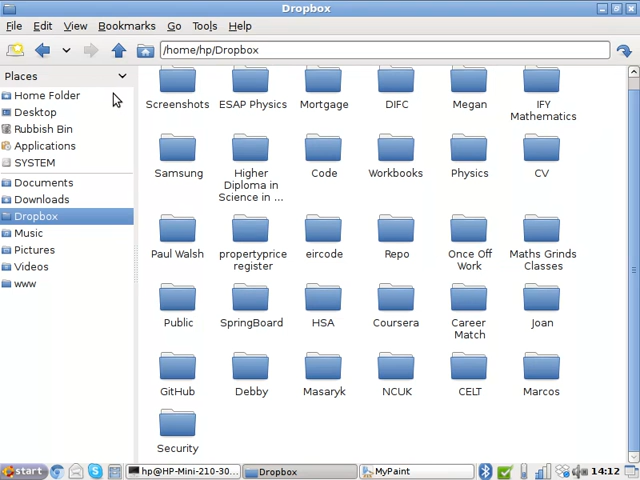 Dropbox
File Edit View Bookmarks Go Tools Help
/home/hp/Dropbox
Places
Home Folder
Desktop
Rubbish Bin
Applications
SYSTEM
Documents
Downloads
Dropbox
Music
Pictures
Videos
www
Screenshots ESAP Physics Mortgage DIFC Megan IFY
Mathematics
Samsung Higher Code Workbooks Physics CV
Diploma in
Science in ...
Paul Walsh propertyprice eircode Repo Once Off Maths Grinds
register Work Classes
Public SpringBoard HSA Coursera Career Joan
Match
GitHub Debby Masaryk NCUK CELT Marcos
Security
start hp@HP-Mini-210-30... Dropbox MyPaint 14:12